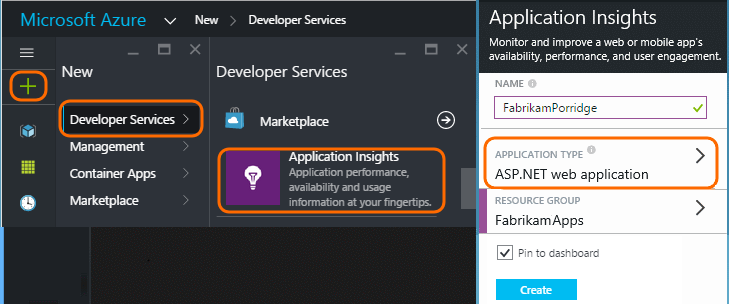 Microsoft Azure New > Developer Services
New
Developer Services
Management
Container Apps
Marketplace
Developer Services
Marketplace
Application Insights
Application performance,
availability and usage
information at your fingertips.
Application Insights
Monitor and improve a web or mobile app's
availability, performance, and user engagement.
NAME
FabrikamPorridge
APPLICATION TYPE
ASP.NET web application
RESOURCE GROUP
FabrikamApps
Pin to dashboard
Create